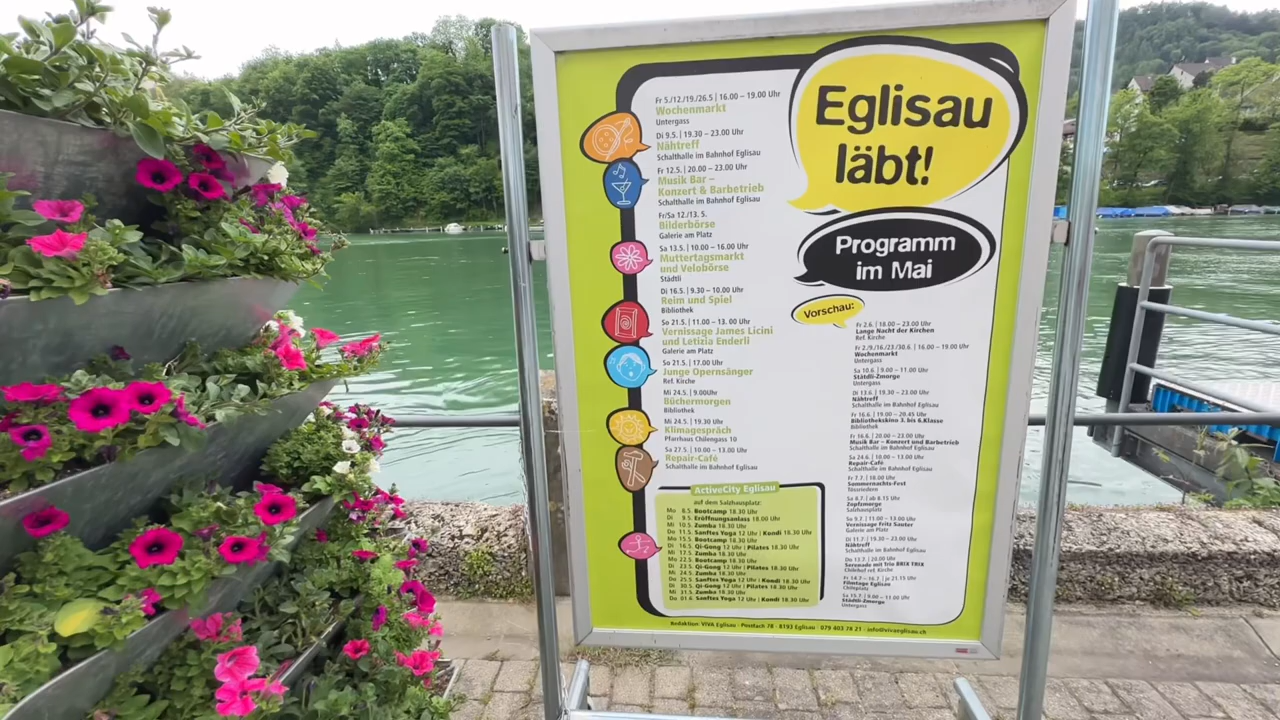 Eglisau
läbt!
Programm
im Mai
Fr 5./12./19./26.5 | 16.00 – 19.00 Uhr
Wochenmarkt
Untergass
Di 9.5. | 19.30 – 23.00 Uhr
Nähtreff
Schalthalle im Bahnhof Eglisau
Fr 12.5. | 20.00 – 23.00 Uhr
Musik Bar –
Konzert & Barbetrieb
Schalthalle im Bahnhof Eglisau
Fr/Sa 12./13. 5.
Bilderbörse
Galerie am Platz
Sa 13.5. | 10.00 – 16.00 Uhr
Muttertagsmarkt
und Velobörse
Städtli
Di 16.5. | 9.30 – 10.00 Uhr
Reim und Spiel
Bibliothek
So 21.5. | 11.00 – 13. 00 Uhr
Vernissage James Licini
und Letizia Enderli
Galerie am Platz
So 21.5. | 17.00 Uhr
Junge Opernsänger
Ref. Kirche
Mi 24.5. | 9.00Uhr
Büchermorgen
Bibliothek
Mi 24.5. | 19.30 Uhr
Klimagespräch
Pfarrhaus Chilengass 10
Sa 27.5. | 10.00 – 13.00 Uhr
Repair-Café
Schalthalle im Bahnhof Eglisau
ActiveCity Eglisau
auf dem Salzhausplatz:
Mo 6.5. Bootcamp 18.30 Uhr
Di 9.5. Eröffnungsanlass 18.00 Uhr
Mi 10.5. Zumba 18.30 Uhr
Do 11.5. Sanftes Yoga 12 Uhr | Kondi 18.30 Uhr
Mo 15.5. Bootcamp 18.30 Uhr
Di 16.5. Qi-Gong 12 Uhr | Pilates 18.30 Uhr
Mi 17.5. Zumba 18.30 Uhr
Mo 22.5. Bootcamp 18.30 Uhr
Di 23.5. Qi-Gong 12 Uhr | Pilates 18.30 Uhr
Mi 24.5. Zumba 18.30 Uhr
Do 25.5. Sanftes Yoga 12 Uhr | Kondi 18.30 Uhr
Di 30.5. Qi-Gong 12 Uhr | Pilates 18.30 Uhr
Mi 31.5. Zumba 18.30 Uhr
Do 01.6. Sanftes Yoga 12 Uhr | Kondi 18.30 Uhr
Vorschau:
Fr 2.6. | 18.00 – 23.00 Uhr
Lange Nacht der Kirchen
Ref. Kirche
Fr 2./9./16./23./30.6. | 16.00 – 19.00 Uhr
Wochenmarkt
Untergass
Sa 10.6. | 9.00 – 11.00 Uhr
Städtli-Zmorge
Untergass
Di 13.6. | 19.30 – 23.00 Uhr
Nähtreff
Schalthalle im Bahnhof Eglisau
Fr 16.6. | 19.00 – 20.45 Uhr
Bibliothekskino 3. bis 6.Klasse
Bibliothek
Fr 16.6. | 20.00 – 23.00 Uhr
Musik Bar – Konzert und Barbetrieb
Schalthalle im Bahnhof Eglisau
Sa 24.6. | 10.00 – 13.00 Uhr
Repair-Café
Schalthalle im Bahnhof Eglisau
Fr 7.7. | 18.00 Uhr
Sommernachts-Fest
Tössriedern
Sa 8.7. | ab 8.15 Uhr
Zopfzmorge
Salzhausplatz
So 9.7. | 11.00 – 13.00 Uhr
Vernissage Fritz Sauter
Galerie am Platz
Di 11.7. | 19.30 – 23.00 Uhr
Nähtreff
Schalthalle im Bahnhof Eglisau
Do 13.7. | 20.00 Uhr
Serenade mit Trio BRIX TRIX
Chilehof ref. Kirche
Fr 14.7. – 16.7. | je 21.15 Uhr
Filmtage Eglisau
Chileplatz
Sa 15.7. | 9.00 – 11.00 Uhr
Städtli-Zmorge
Untergass
Redaktion: VIVA Eglisau · Postfach 78 · 8193 Eglisau · 079 403 78 21 · info@vivaeglisau.ch